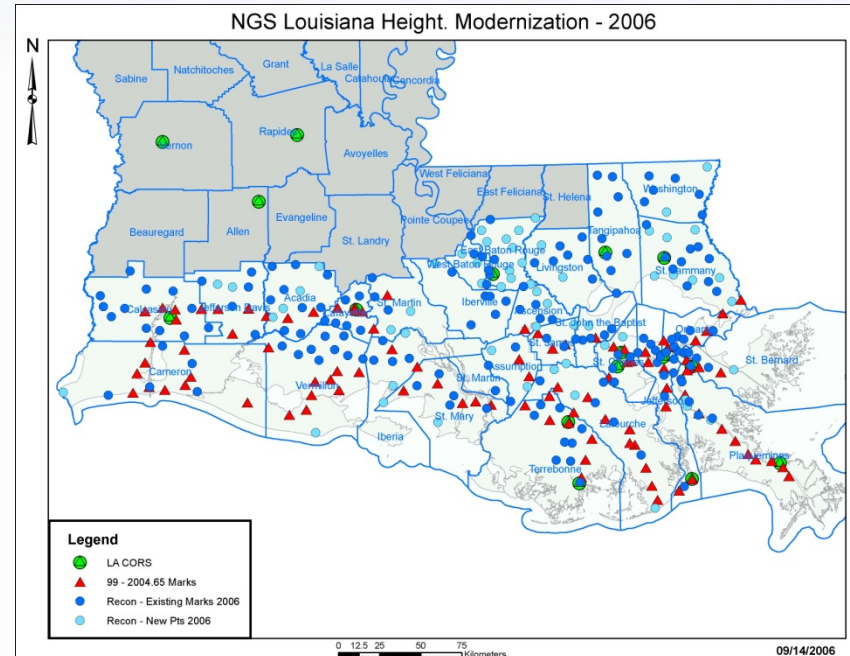 NGS Louisiana Height. Modernization - 2006
N
Grant
La Salle
Natchitoches
Sabine
Catahoula
Concordia
Rapides
Vernon
Avoyelles
West Feliciana
East Feliciana
St. Helena
Washington
Pointe Coupee
Beauregard
Allen
Evangeline
St. Landry
Tangipahoa
East Baton Rouge
West Baton Rouge
Livingston
St. Tammany
Acadia
St. Martin
Iberville
Calcasieu
Jefferson Davis
Lafayette
Ascension
St. John the Baptist
Orleans
St. James
St. Bernard
Cameron
Assumption
St. Martin
Vermilion
St. Mary
Jefferson
Lafourche
Iberia
Plaquemines
Terrebonne
Legend
LA CORS
99 - 2004.65 Marks
Recon - Existing Marks 2006
Recon - New Pts 2006
0 12.5 25 50 75
Kilometers
09/14/2006